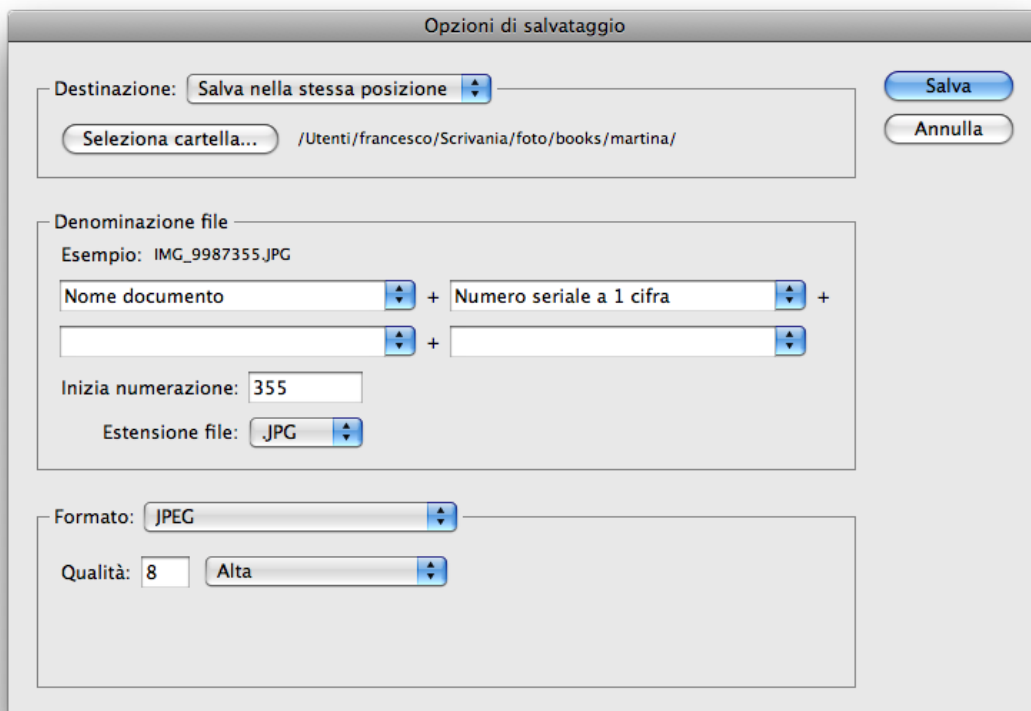 Opzioni di salvataggio
Destinazione: Salva nella stessa posizione
Salva
Seleziona cartella... /Utenti/francesco/Scrivania/foto/books/martina/
Annulla
Denominazione file
Esempio: IMG_9987355.JPG
Nome documento + Numero seriale a 1 cifra +
+
Inizia numerazione: 355
Estensione file: .JPG
Formato: JPEG
Qualità: 8 Alta